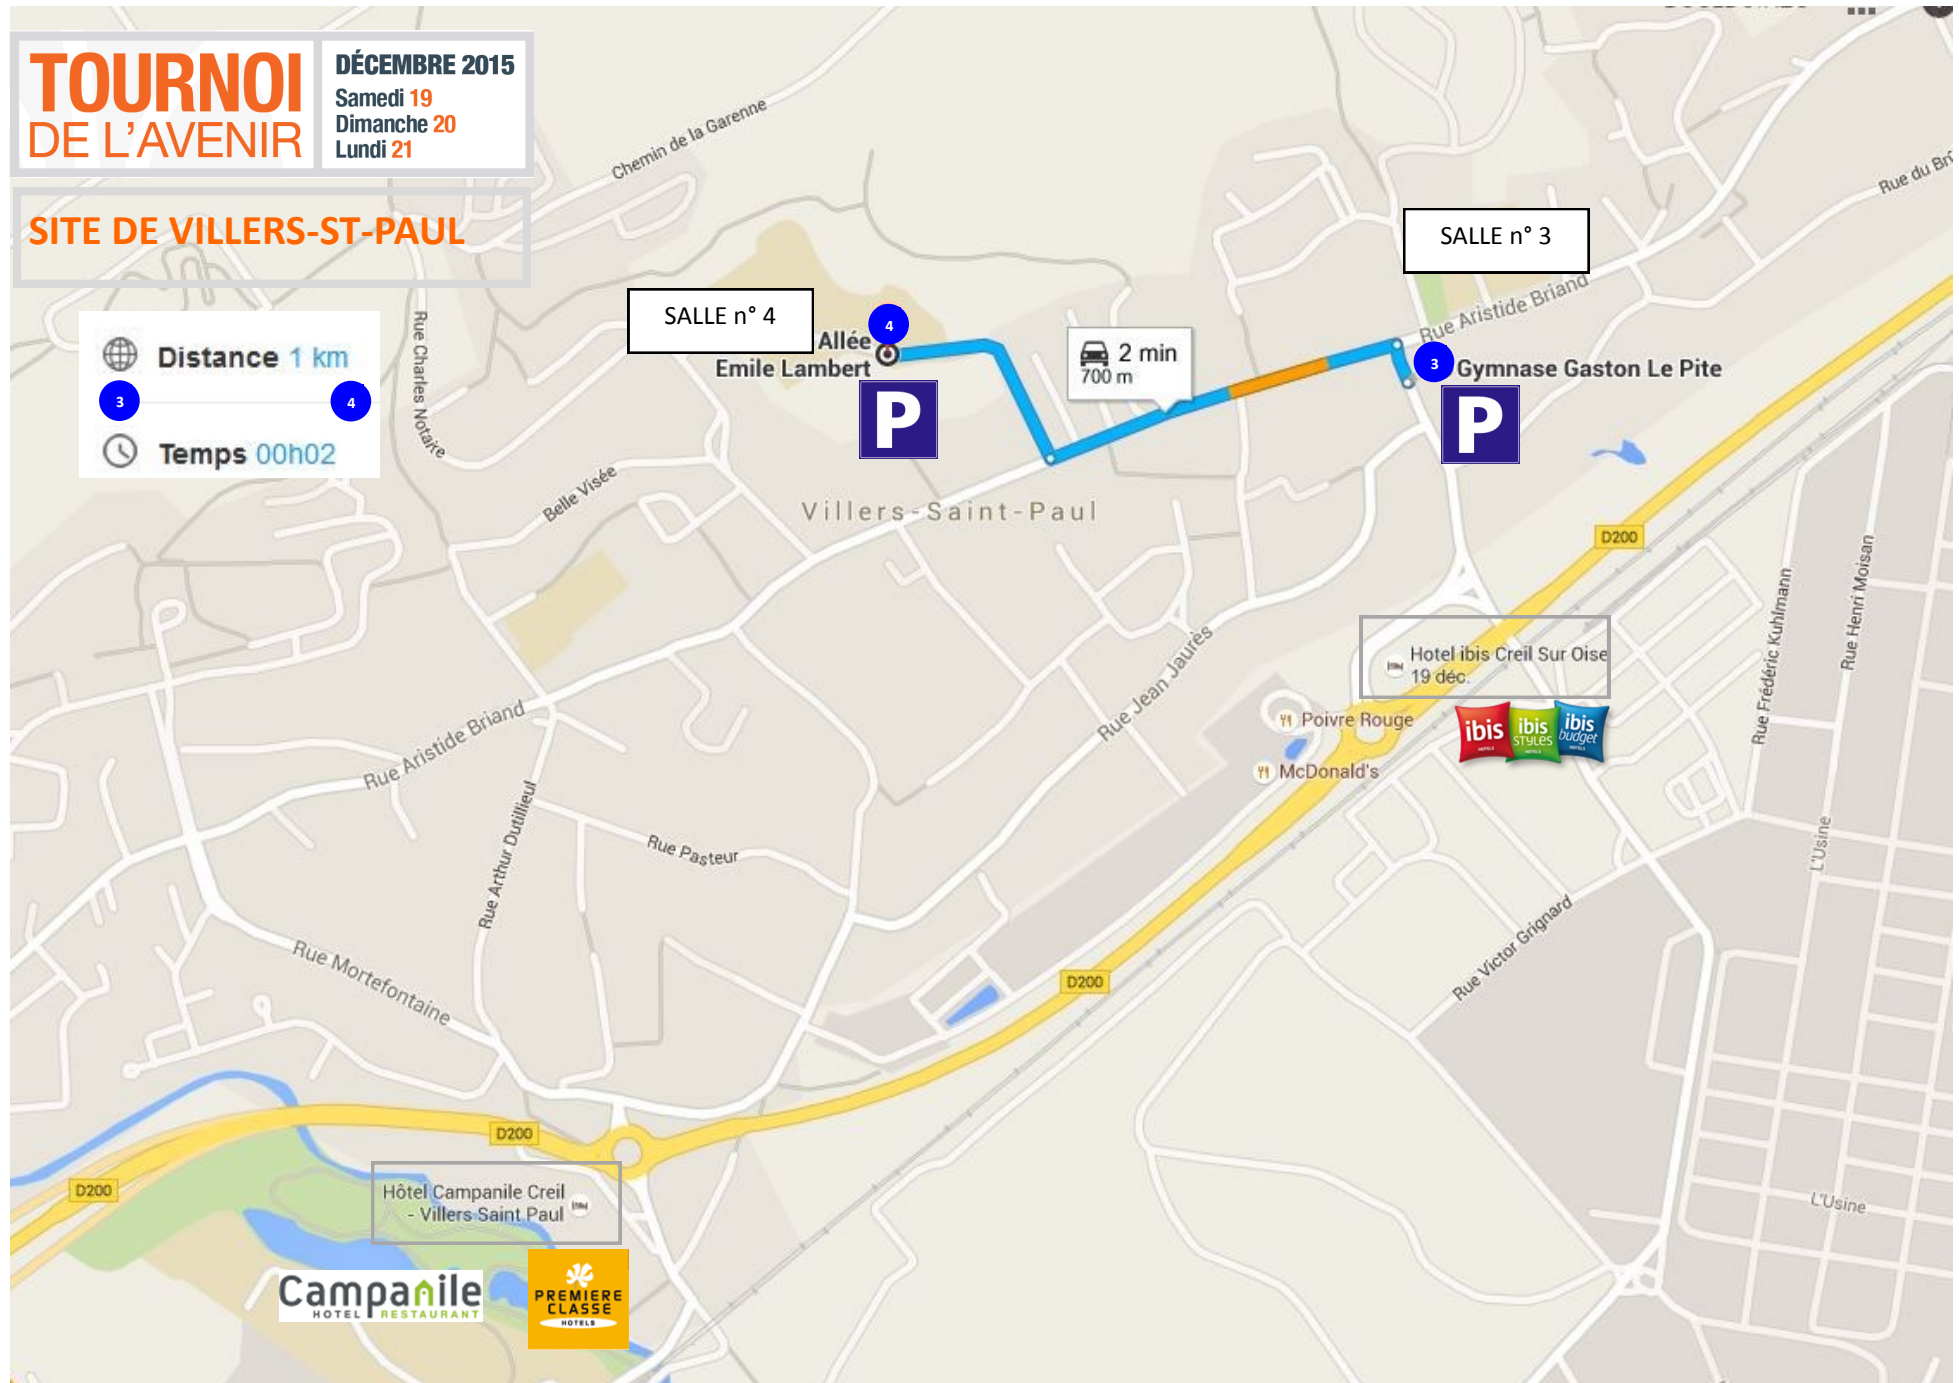 TOURNOI
DE L'AVENIR
DÉCEMBRE 2015
Samedi 19
Dimanche 20
Lundi 21
SITE DE VILLERS-ST-PAUL
Distance 1 km
3
4
Temps 00h02
Chemin de la Garenne
Rue du Brû
SALLE n° 3
SALLE n° 4
Allée
Emile Lambert
4
P
2 min
700 m
Rue Aristide Briand
3
Gymnase Gaston Le Pite
P
Rue Charles Notaire
Belle Visée
Villers-Saint-Paul
D200
Rue Frédéric Kuhlmann
Rue Henri Moisan
Hotel ibis Creil Sur Oise
19 déc.
Poivre Rouge
McDonald's
ibis
HOTELS
ibis
STYLES
HOTELS
ibis
budget
HOTELS
Rue Jean Jaurès
Rue Aristide Briand
Rue Arthur Dutillieul
Rue Pasteur
L'Usine
Rue Victor Grignard
Rue Mortefontaine
D200
D200
D200
Hôtel Campanile Creil
- Villers Saint Paul
L'Usine
Campanile
HOTEL RESTAURANT
PREMIERE
CLASSE
HOTELS